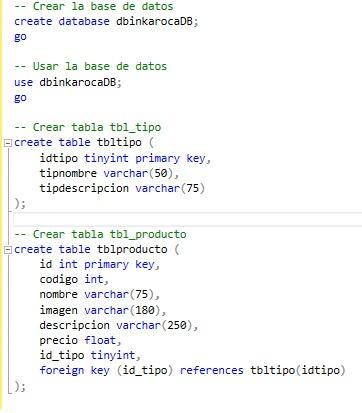 -- Crear la base de datos
create database dbinkarocaDB;
go
-- Usar la base de datos
use dbinkarocaDB;
go
-- Crear tabla tbl_tipo
create table tbltipo (
idtipo tinyint primary key,
tipnombre varchar(50),
tipdescripcion varchar(75)
);
-- Crear tabla tbl_producto
create table tblproducto (
id int primary key,
codigo int,
nombre varchar(75),
imagen varchar(180),
descripcion varchar(250),
precio float,
id_tipo tinyint,
foreign key (id_tipo) references tbltipo(idtipo)
);